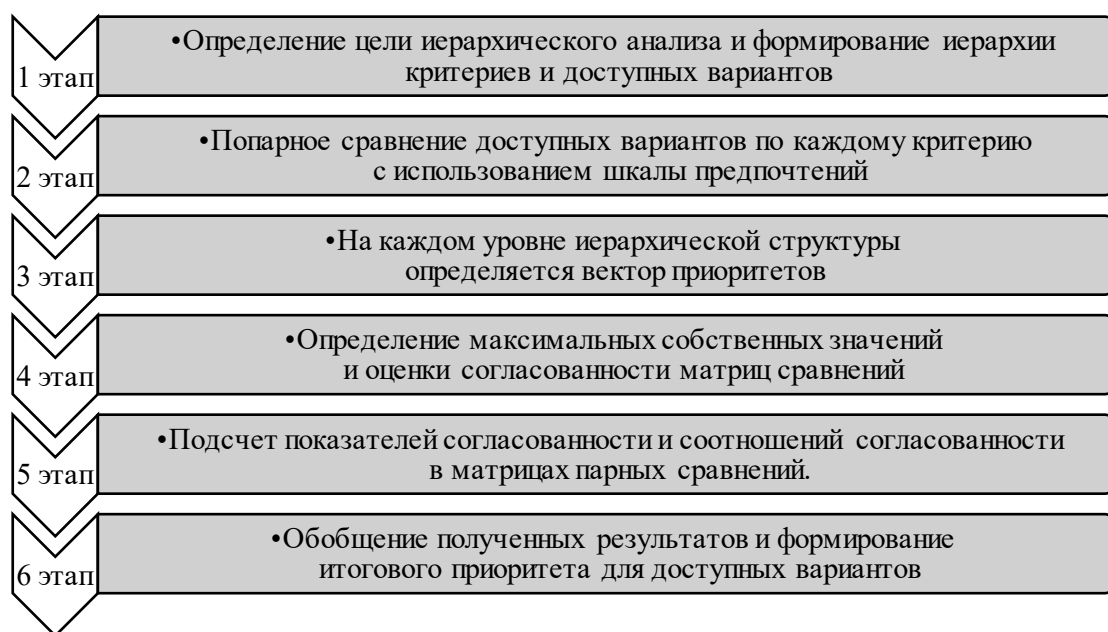 1 этап
•Определение цели иерархического анализа и формирование иерархии
критериев и доступных вариантов
2 этап
•Попарное сравнение доступных вариантов по каждому критерию
с использованием шкалы предпочтений
3 этап
•На каждом уровне иерархической структуры
определяется вектор приоритетов
4 этап
•Определение максимальных собственных значений
и оценки согласованности матриц сравнений
5 этап
•Подсчет показателей согласованности и соотношений согласованности
в матрицах парных сравнений.
6 этап
•Обобщение полученных результатов и формирование
итогового приоритета для доступных вариантов